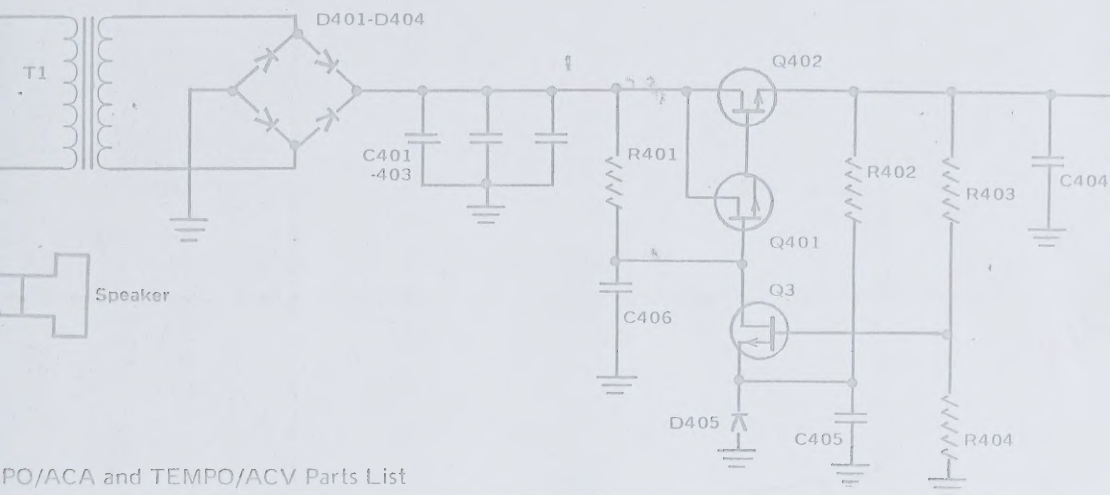 D401-D404
Q402
T1
C401
-403
R401
R402
R403
C404
Q401
Speaker
Q3
C406
D405
C405
R404
PO/ACA and TEMPO/ACV Parts List